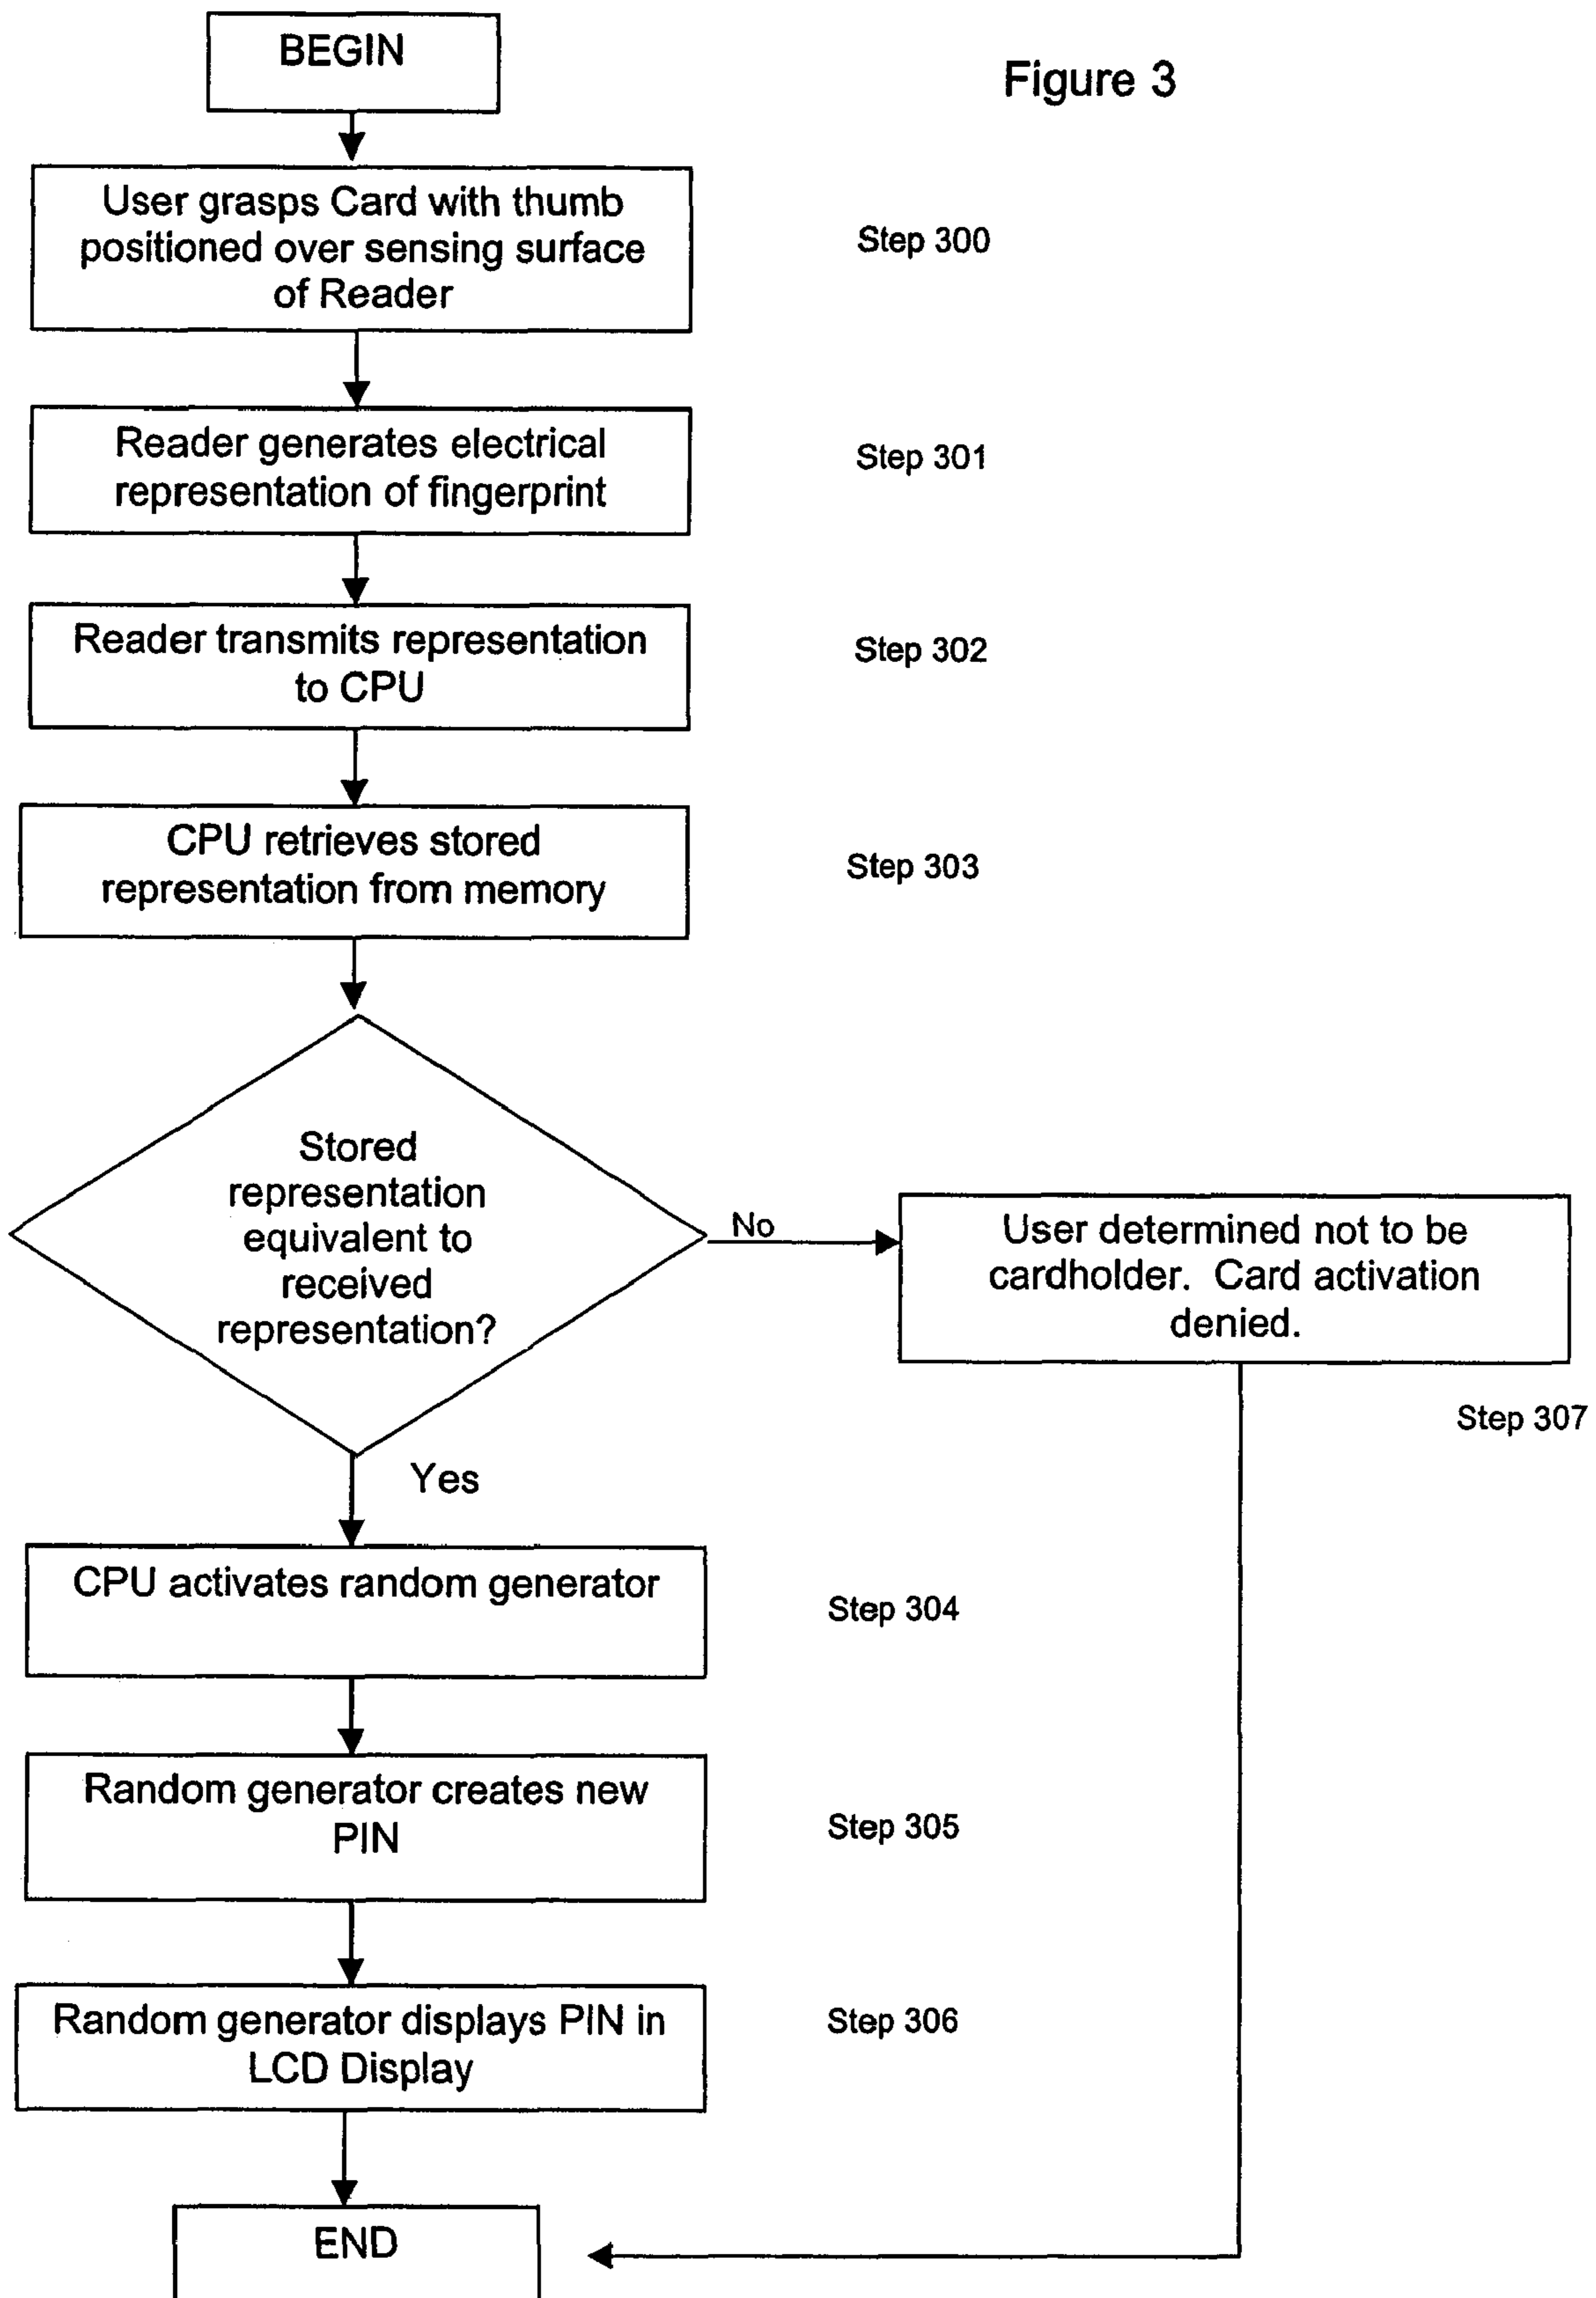 BEGIN
Figure 3
User grasps Card with thumb
positioned over sensing surface
of Reader
Step 300
Reader generates electrical
representation of fingerprint
Step 301
Reader transmits representation
to CPU
Step 302
CPU retrieves stored
representation from memory
Step 303
Stored
representation
equivalent to
received
representation?
No
User determined not to be
cardholder.  Card activation
denied.
Step 307
Yes
CPU activates random generator
Step 304
Random generator creates new
PIN
Step 305
Random generator displays PIN in
LCD Display
Step 306
END